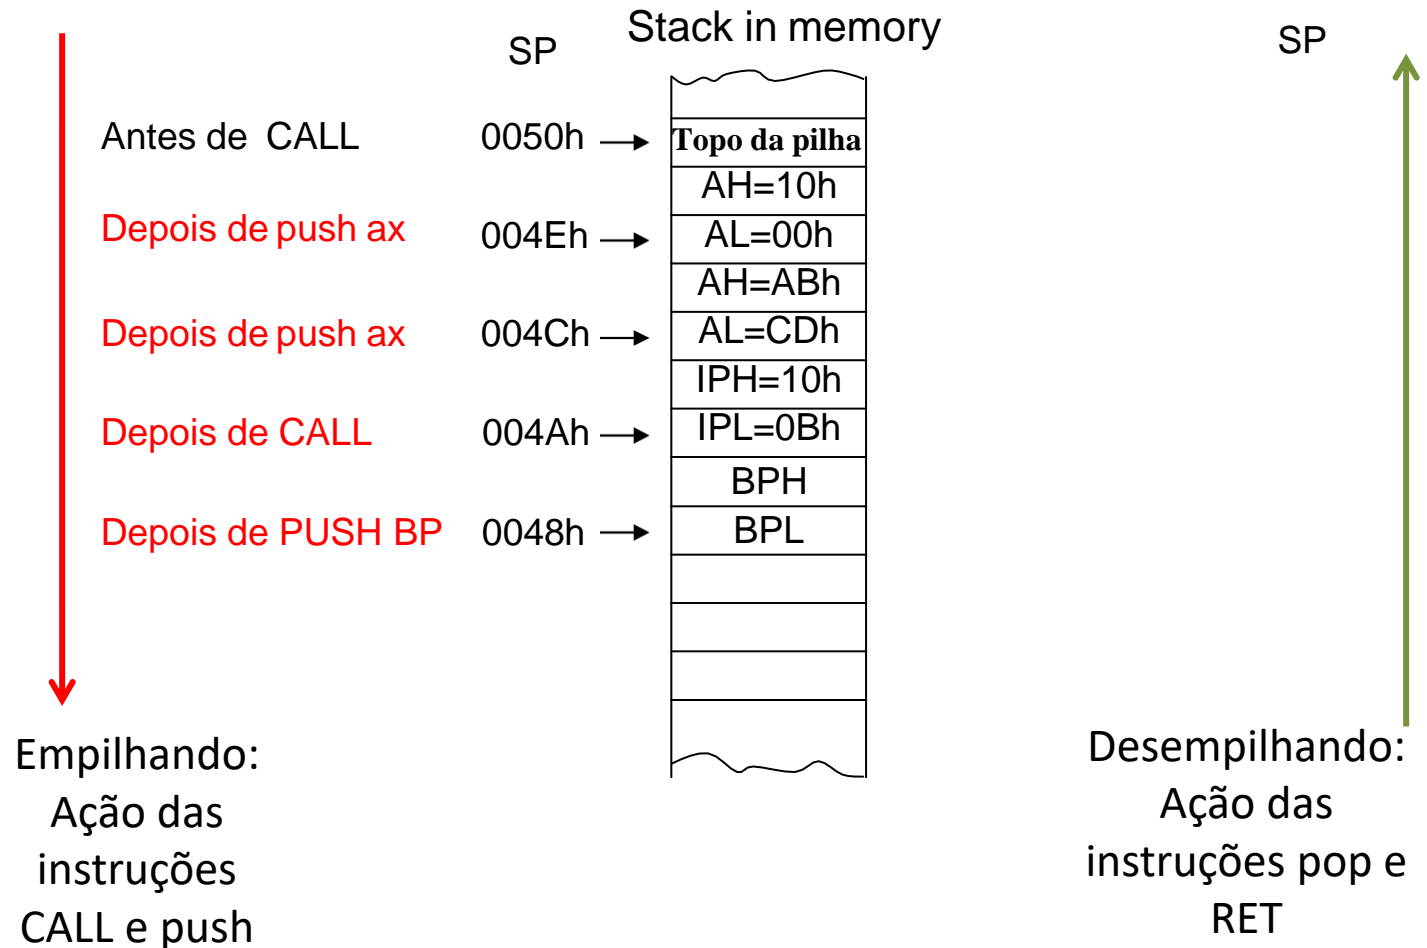 SP
Stack in memory
SP
Antes de CALL 0050h
Topo da pilha
AH=10h
Depois de push ax 004Eh
AL=00h
AH=ABh
Depois de push ax 004Ch
AL=CDh
IPH=10h
Depois de CALL 004Ah
IPL=0Bh
BPH
Depois de PUSH BP 0048h
BPL
Empilhando:
Ação das
instruções
CALL e push
Desempilhando:
Ação das
instruções pop e
RET